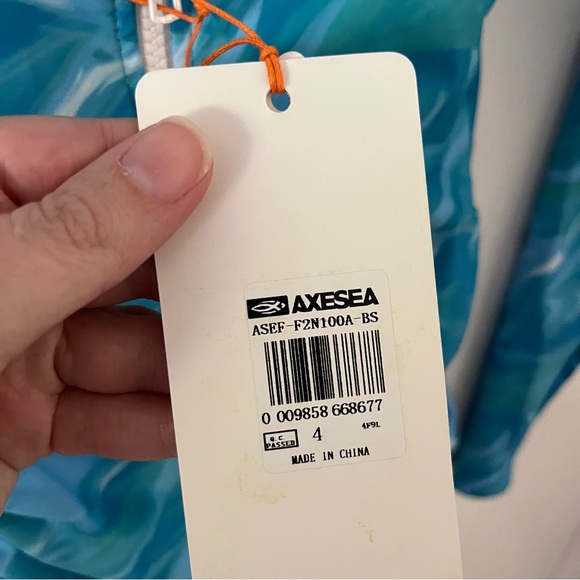 AXESEA
ASEF-F2N100A-BS
0 009858 668677
Q.C PASSED 4 4F9L
MADE IN CHINA